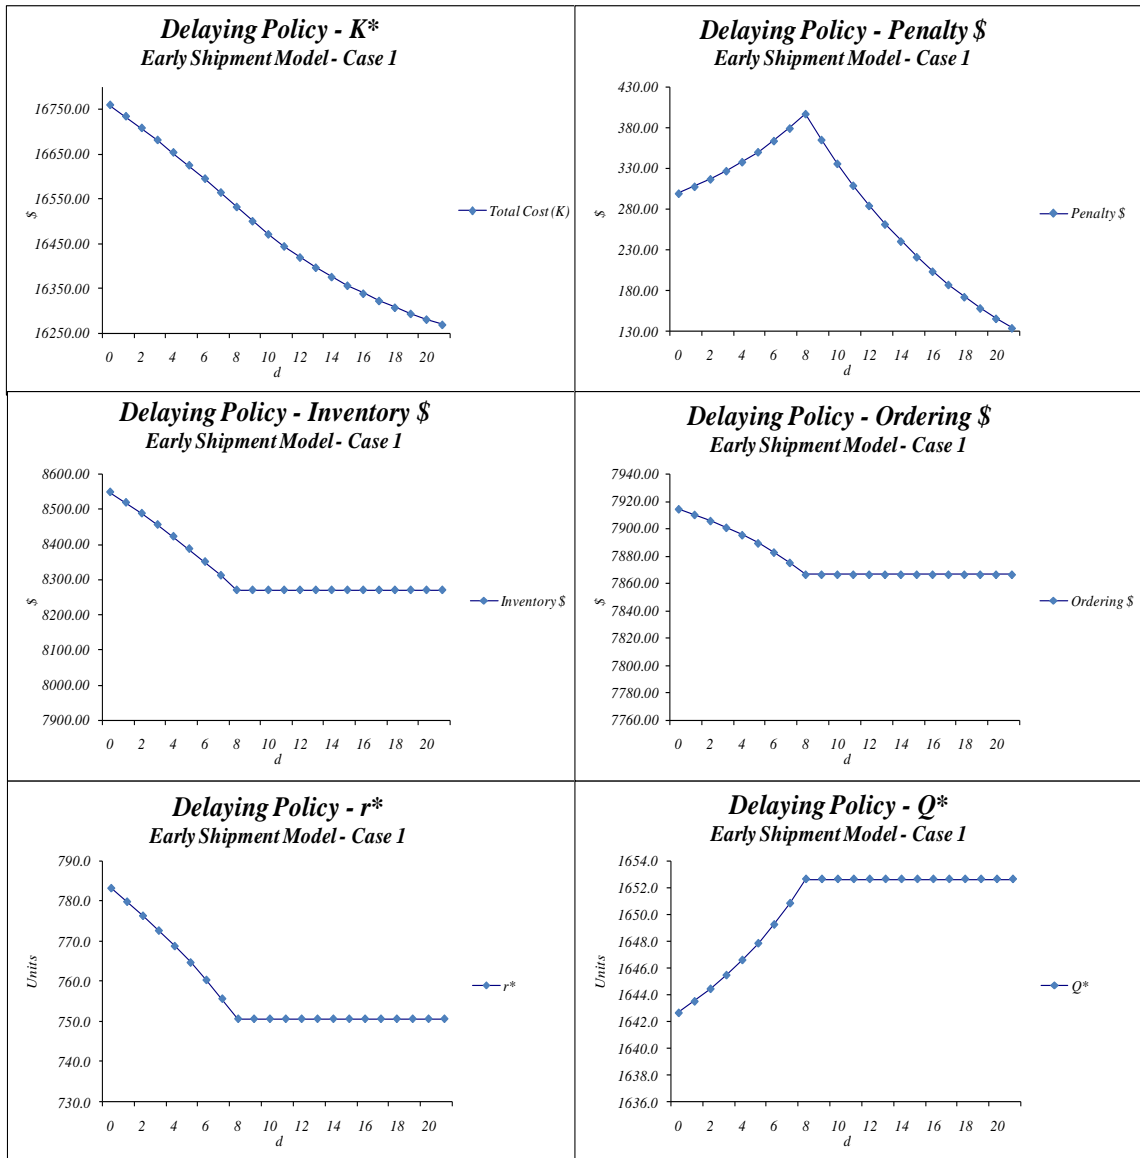 Delaying Policy - K*
Early Shipment Model - Case 1
16750.00
16650.00
16550.00
16450.00
16350.00
16250.00
$
0 2 4 6 8 10 12 14 16 18 20
d
Total Cost (K)
Delaying Policy - Penalty $
Early Shipment Model - Case 1
430.00
380.00
330.00
280.00
230.00
180.00
130.00
$
0 2 4 6 8 10 12 14 16 18 20
d
Penalty $
Delaying Policy - Inventory $
Early Shipment Model - Case 1
8600.00
8500.00
8400.00
8300.00
8200.00
8100.00
8000.00
7900.00
$
0 2 4 6 8 10 12 14 16 18 20
d
Inventory $
Delaying Policy - Ordering $
Early Shipment Model - Case 1
7940.00
7920.00
7900.00
7880.00
7860.00
7840.00
7820.00
7800.00
7780.00
7760.00
$
0 2 4 6 8 10 12 14 16 18 20
d
Ordering $
Delaying Policy - r*
Early Shipment Model - Case 1
790.0
780.0
770.0
760.0
750.0
740.0
730.0
Units
0 2 4 6 8 10 12 14 16 18 20
d
r*
Delaying Policy - Q*
Early Shipment Model - Case 1
1654.0
1652.0
1650.0
1648.0
1646.0
1644.0
1642.0
1640.0
1638.0
1636.0
Units
0 2 4 6 8 10 12 14 16 18 20
d
Q*